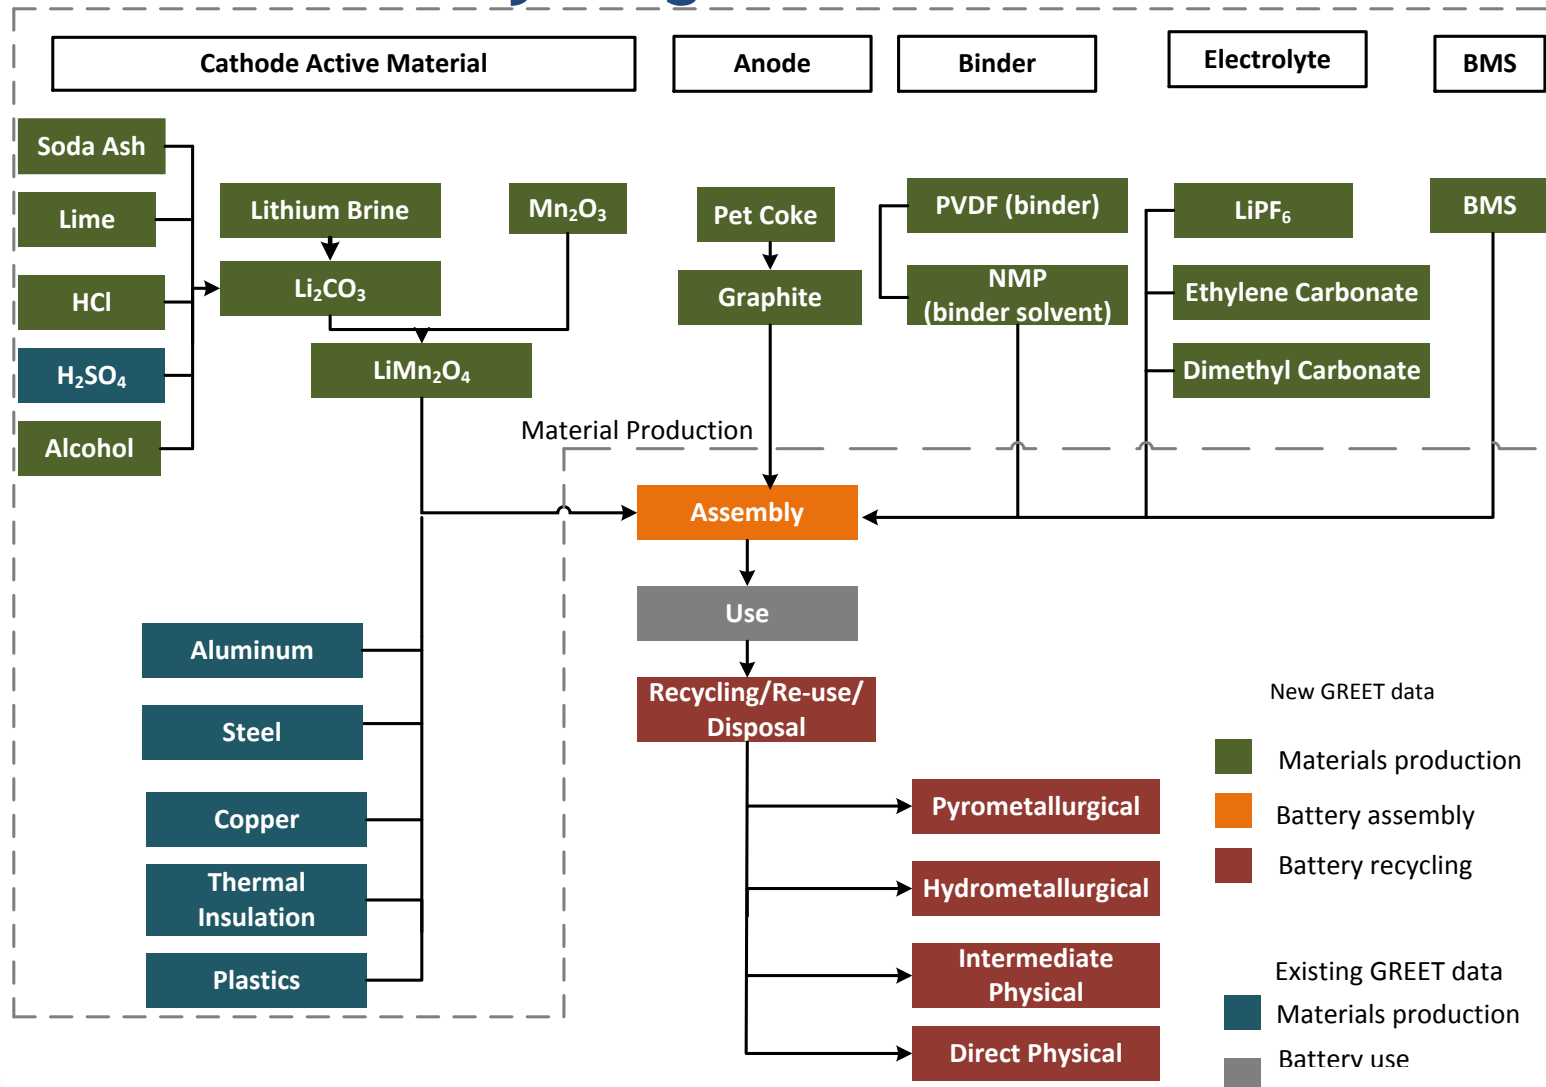 Cathode Active Material
Anode
Binder
Electrolyte
BMS
Soda Ash
Lime
HCl
H₂SO₄
Alcohol
Lithium Brine
Mn₂O₃
Li₂CO₃
LiMn₂O₄
Pet Coke
Graphite
PVDF (binder)
NMP
(binder solvent)
LiPF₆
Ethylene Carbonate
Dimethyl Carbonate
BMS
Material Production
Assembly
Use
Recycling/Re-use/
Disposal
Aluminum
Steel
Copper
Thermal
Insulation
Plastics
Pyrometallurgical
Hydrometallurgical
Intermediate
Physical
Direct Physical
New GREET data
Materials production
Battery assembly
Battery recycling
Existing GREET data
Materials production
Battery use